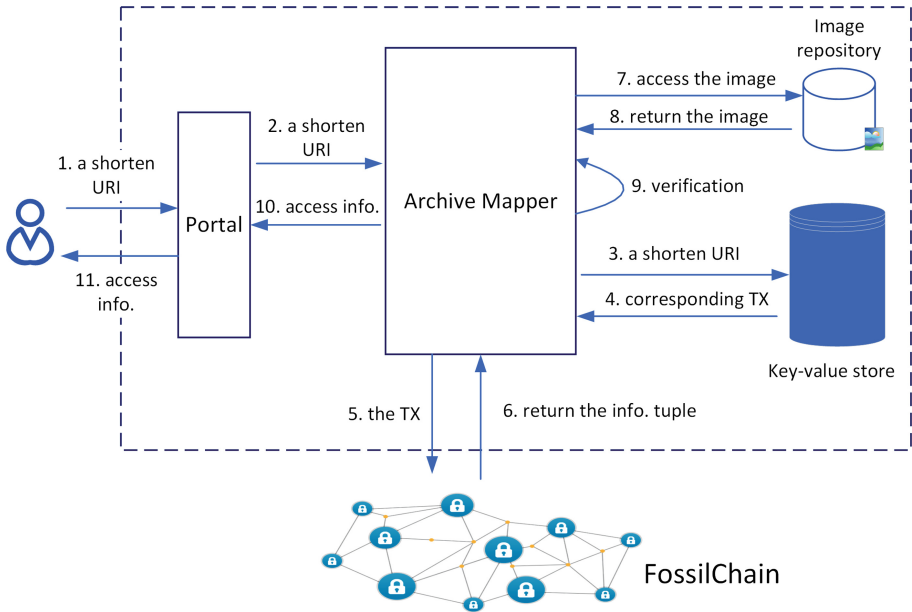 Image
repository
7. access the image
8. return the image
2. a shorten
URI
1. a shorten
URI
9. verification
Archive Mapper
10. access info.
Portal
3. a shorten URI
11. access
info.
4. corresponding TX
Key-value store
5. the TX
6. return the info. tuple
FossilChain